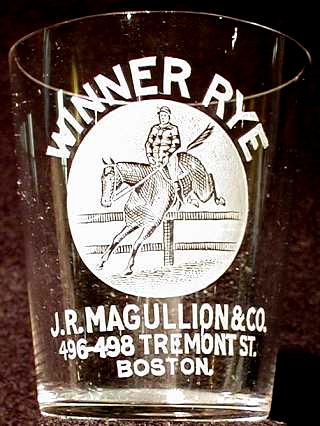 WINNER RYE
J.R. MAGULLION & CO.
496-498 TREMONT ST.
BOSTON.